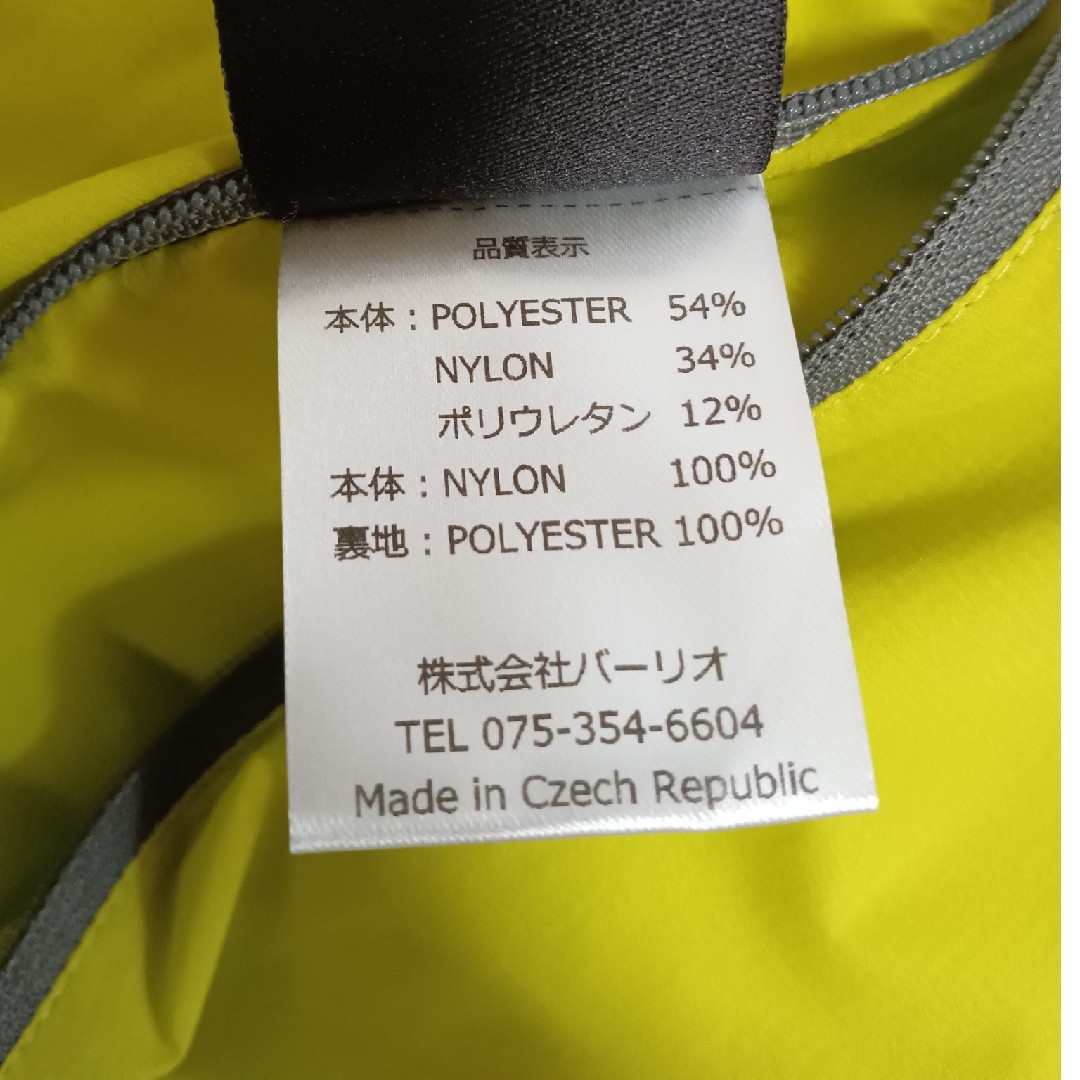 品質表示
本体：POLYESTER 54%
NYLON 34%
ポリウレタン 12%
本体：NYLON 100%
裏地：POLYESTER 100%
株式会社バーリオ
TEL 075-354-6604
Made in Czech Republic